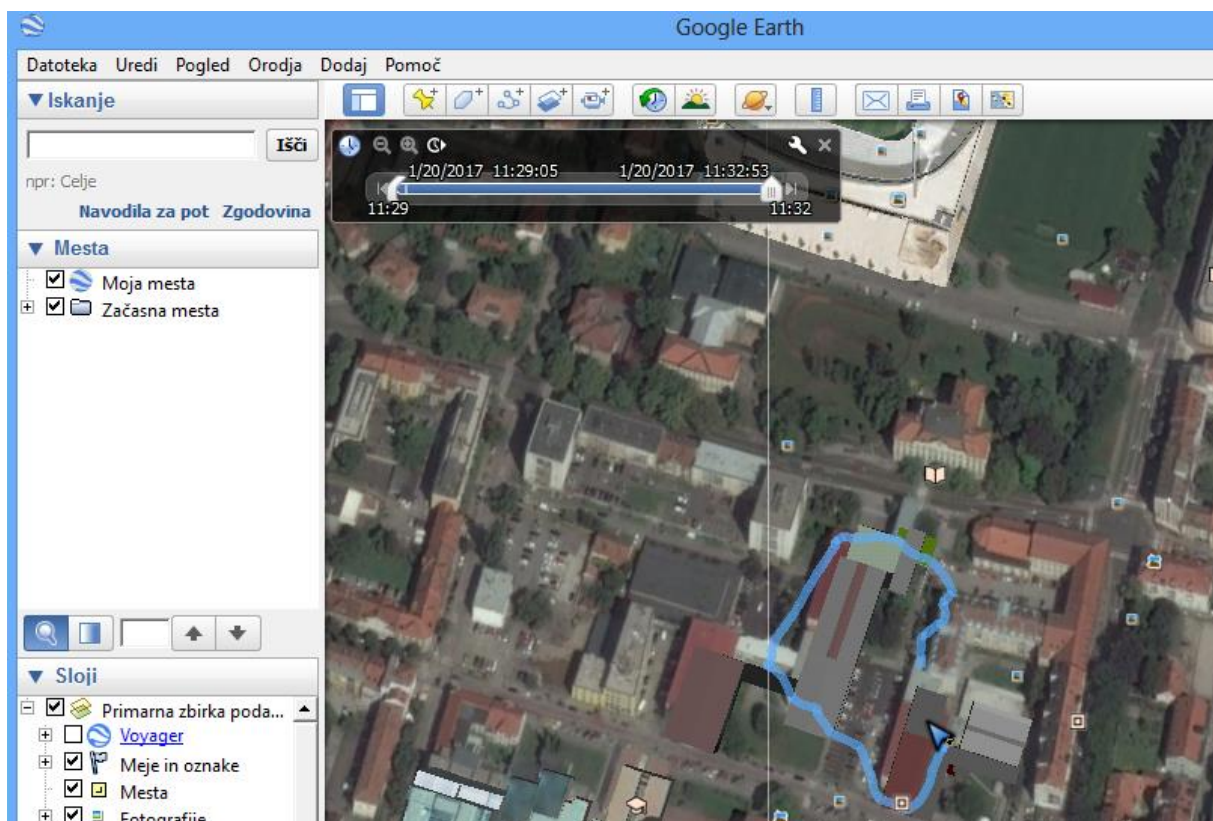 Google Earth
Datoteka Uredi Pogled Orodja Dodaj Pomoč
Iskanje
Išči
npr: Celje
Navodila za pot Zgodovina
Mesta
Moja mesta
Začasna mesta
Sloji
Primarna zbirka poda...
Voyager
Meje in oznake
Mesta
Fotografije
1/20/2017 11:29:05 1/20/2017 11:32:53
11:29 11:32